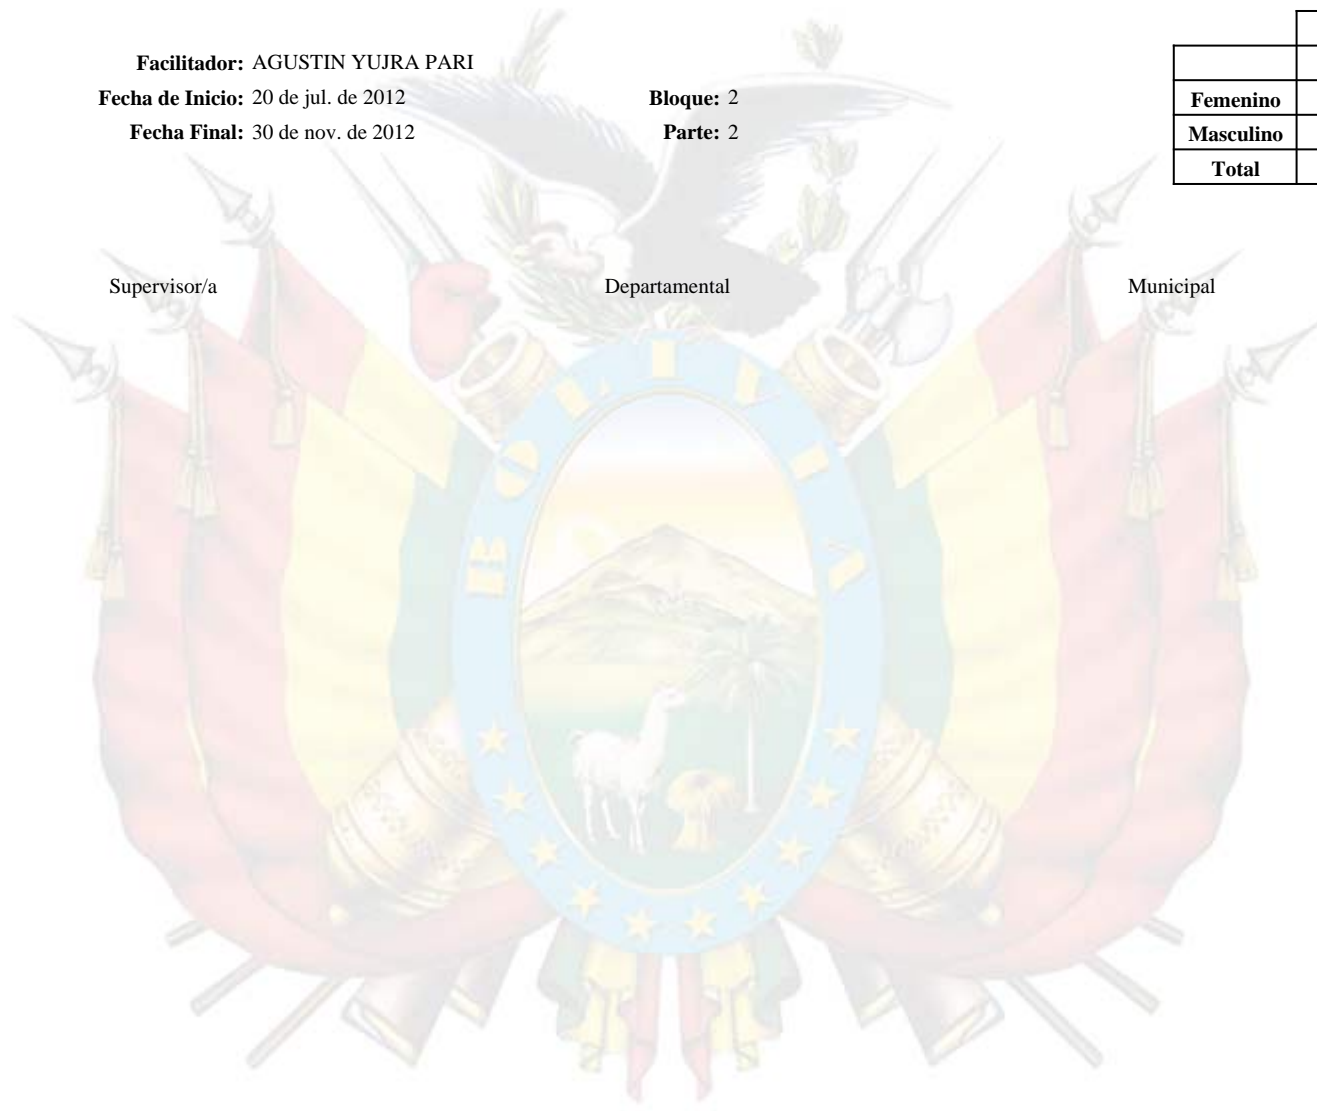 Facilitador: AGUSTIN YUJRA PARI
Fecha de Inicio: 20 de jul. de 2012 Bloque: 2
Fecha Final: 30 de nov. de 2012 Parte: 2
Femenino
Masculino
Total
Supervisor/a Departamental Municipal
BOLIVIA